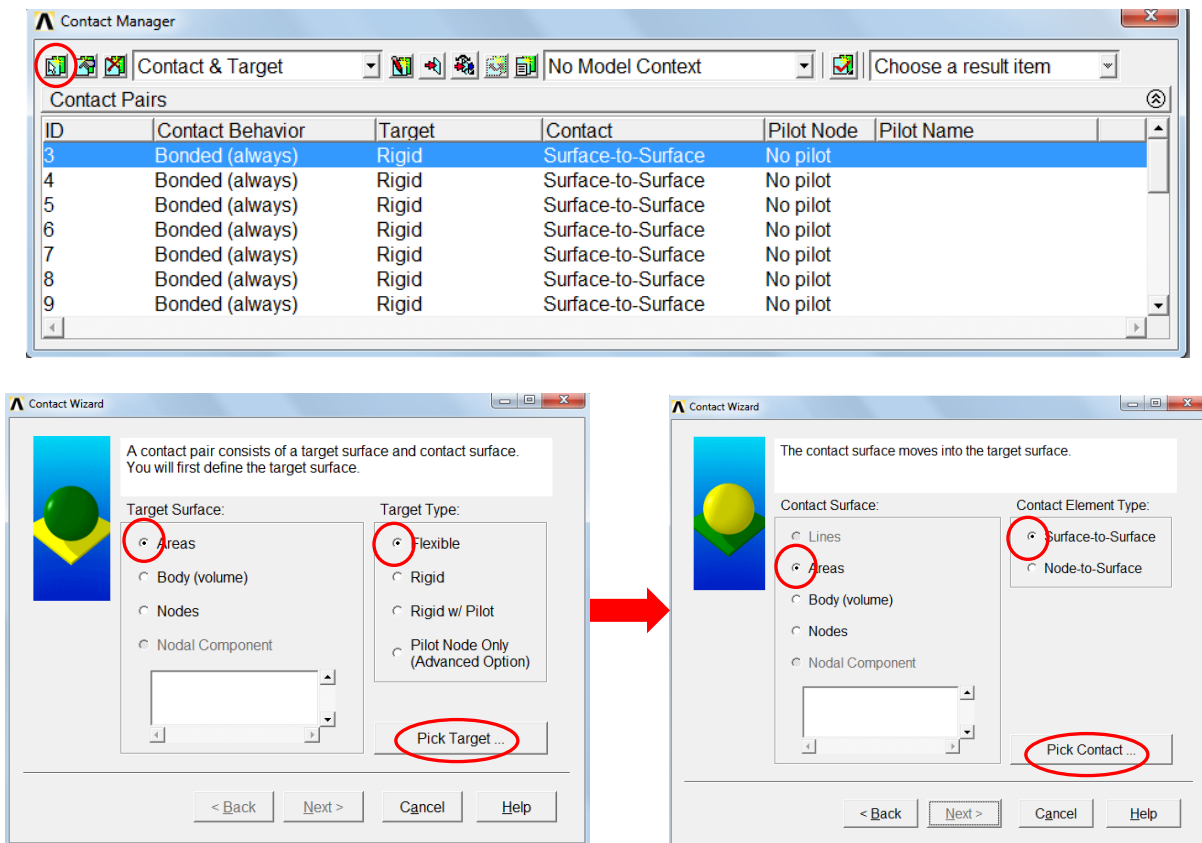 Contact Manager
Contact & Target No Model Context Choose a result item
Contact Pairs
ID Contact Behavior Target Contact Pilot Node Pilot Name
3 Bonded (always) Rigid Surface-to-Surface No pilot
4 Bonded (always) Rigid Surface-to-Surface No pilot
5 Bonded (always) Rigid Surface-to-Surface No pilot
6 Bonded (always) Rigid Surface-to-Surface No pilot
7 Bonded (always) Rigid Surface-to-Surface No pilot
8 Bonded (always) Rigid Surface-to-Surface No pilot
9 Bonded (always) Rigid Surface-to-Surface No pilot
Contact Wizard
A contact pair consists of a target surface and contact surface.
You will first define the target surface.
Target Surface: Target Type:
Areas Flexible
Body (volume) Rigid
Nodes Rigid w/ Pilot
Nodal Component Pilot Node Only
(Advanced Option)
Pick Target ...
< Back Next > Cancel Help
Contact Wizard
The contact surface moves into the target surface.
Contact Surface: Contact Element Type:
Lines Surface-to-Surface
Areas Node-to-Surface
Body (volume)
Nodes
Nodal Component
Pick Contact ...
< Back Next > Cancel Help